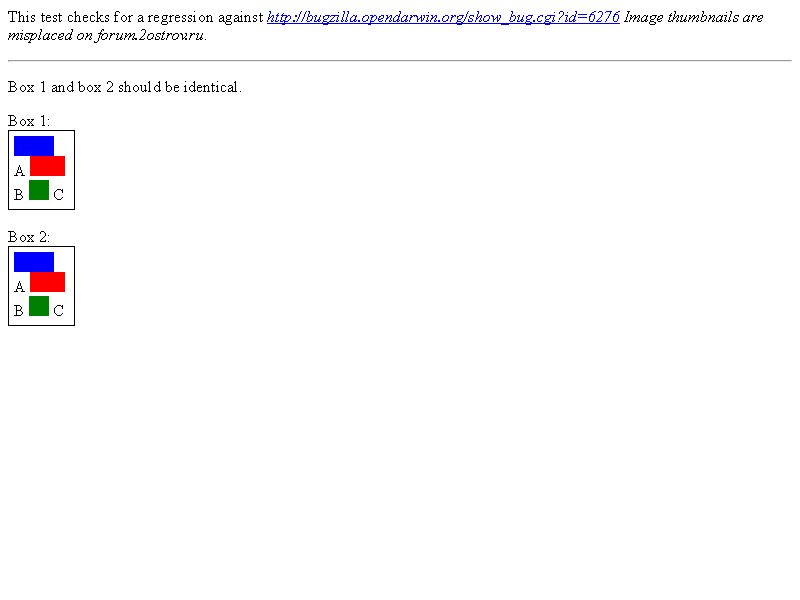 This test checks for a regression against http://bugzilla.opendarwin.org/show_bug.cgi?id=6276 Image thumbnails are
misplaced on forum.2ostrov.ru.
Box 1 and box 2 should be identical.
Box 1:
A
B C
Box 2:
A
B C